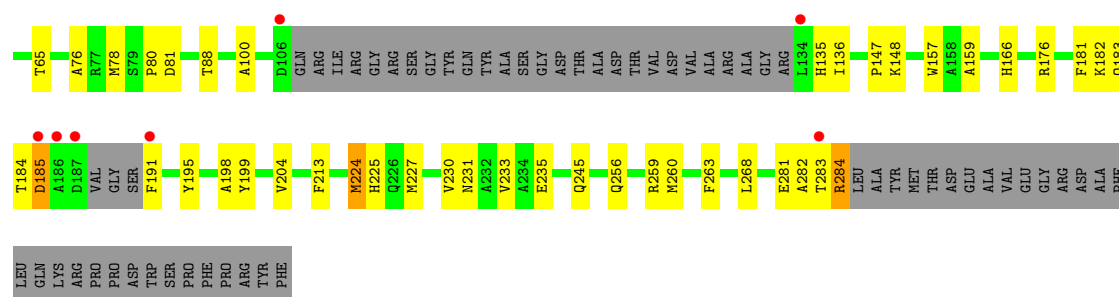 T65 A76 R77 M78 S79 P80 D81 T88 A100 D106 GLN ARG ILE ARG GLY ARG SER GLY TYR GLN TYR ALA SER GLY ASP THR ALA ASP THR VAL ASP VAL ALA ARG ALA GLY ARG L134 H135 I136 P147 K148 W157 A158 A159 H166 R176 F181 K182
T184 D185 A186 D187 VAL GLY SER F191 Y195 A198 Y199 V204 F213 M224 H225 Q226 M227 V230 N231 A232 V233 A234 E235 Q245 Q256 R259 M260 F263 L268 E281 A282 T283 R284 LEU ALA TYR MET THR ASP GLU ALA VAL GLU GLY ARG ASP ALA
LEU GLN LYS ARG PRO PRO ASP TRP SER PRO PHE PRO ARG TYR PHE